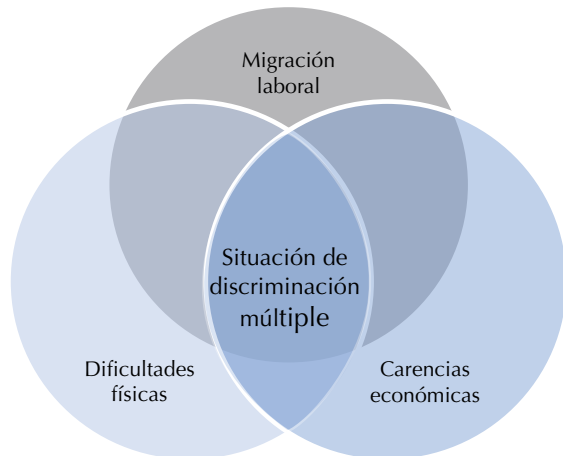 Migración
laboral
Situación de
discriminación
múltiple
Dificultades
físicas
Carencias
económicas